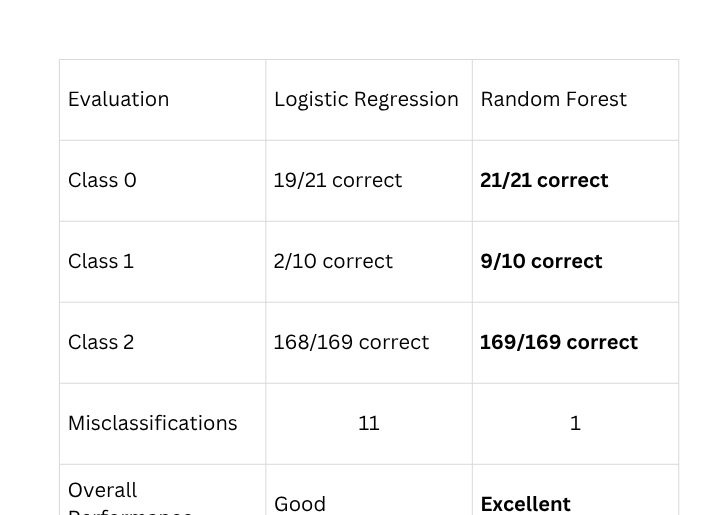 Evaluation Logistic Regression Random Forest
Class 0 19/21 correct 21/21 correct
Class 1 2/10 correct 9/10 correct
Class 2 168/169 correct 169/169 correct
Misclassifications 11 1
Overall
Performance Good Excellent